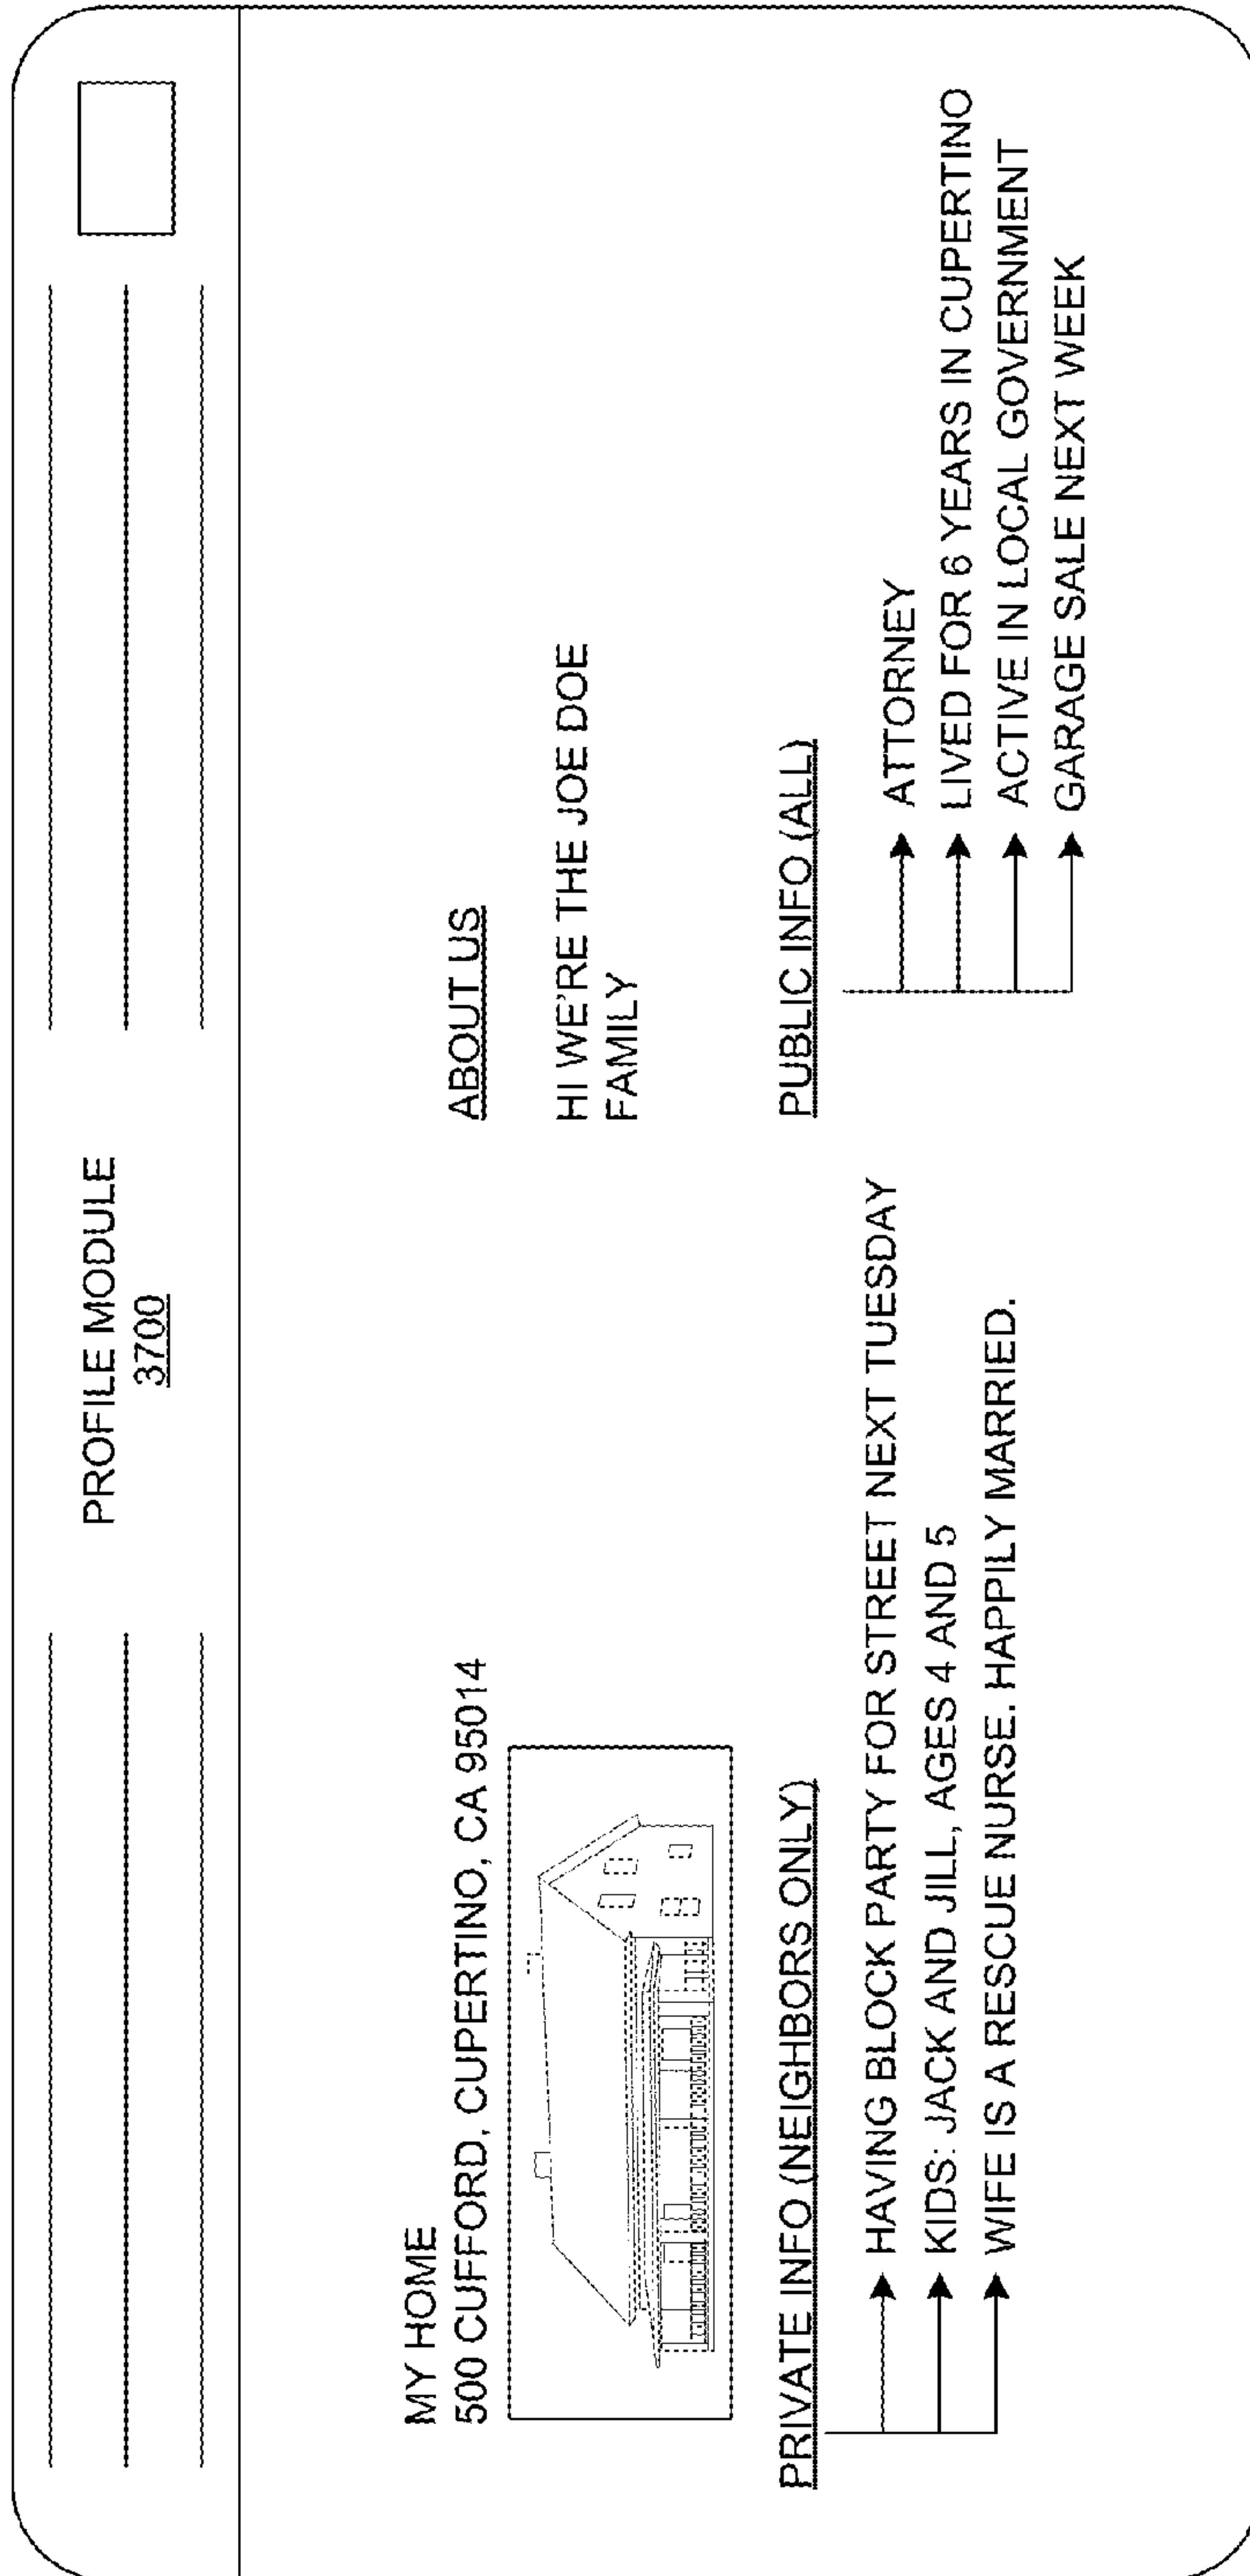 PROFILE MODULE
3700
MY HOME
500 CUFFORD, CUPERTINO, CA 95014
ABOUT US
HI WE'RE THE JOE DOE
FAMILY
PRIVATE INFO (NEIGHBORS ONLY)
HAVING BLOCK PARTY FOR STREET NEXT TUESDAY
KIDS: JACK AND JILL, AGES 4 AND 5
WIFE IS A RESCUE NURSE. HAPPILY MARRIED.
PUBLIC INFO (ALL)
ATTORNEY
LIVED FOR 6 YEARS IN CUPERTINO
ACTIVE IN LOCAL GOVERNMENT
GARAGE SALE NEXT WEEK